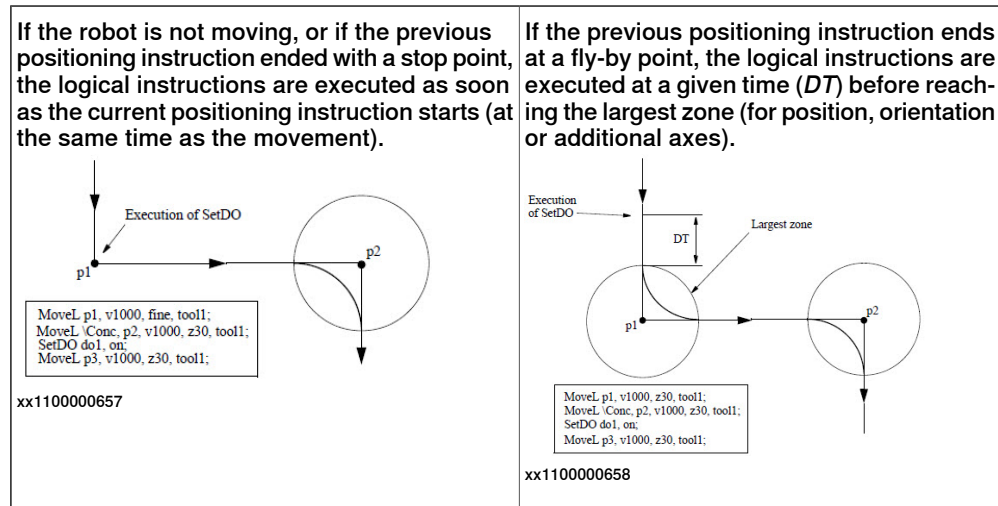 If the robot is not moving, or if the previous
positioning instruction ended with a stop point,
the logical instructions are executed as soon
as the current positioning instruction starts (at
the same time as the movement).
Execution of SetDO
p1
p2
MoveL p1, v1000, fine, tool1;
MoveL \Conc, p2, v1000, z30, tool1;
SetDO do1, on;
MoveL p3, v1000, z30, tool1;
xx1100000657
If the previous positioning instruction ends
at a fly-by point, the logical instructions are
executed at a given time (DT) before reach-
ing the largest zone (for position, orientation
or additional axes).
Execution
of SetDO
DT
Largest zone
p1
p2
MoveL p1, v1000, z30, tool1;
MoveL \Conc, p2, v1000, z30, tool1;
SetDO do1, on;
MoveL p3, v1000, z30, tool1;
xx1100000658